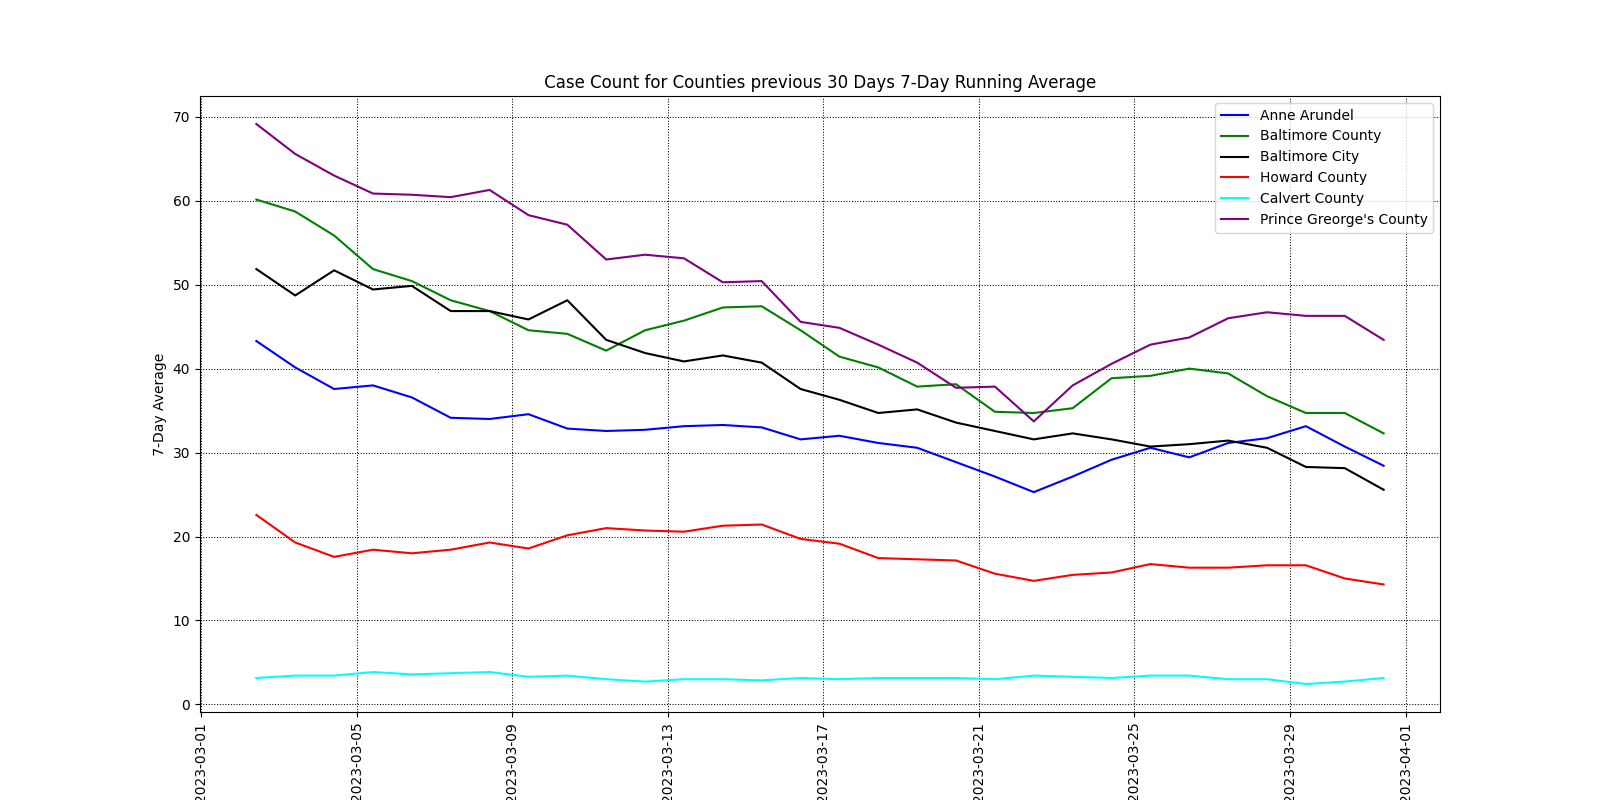 Case Count for Counties previous 30 Days 7-Day Running Average
70
60
50
40
30
20
10
0
7-Day Average
Anne Arundel
Baltimore County
Baltimore City
Howard County
Calvert County
Prince Greorge's County
2023-03-01
2023-03-05
2023-03-09
2023-03-13
2023-03-17
2023-03-21
2023-03-25
2023-03-29
2023-04-01